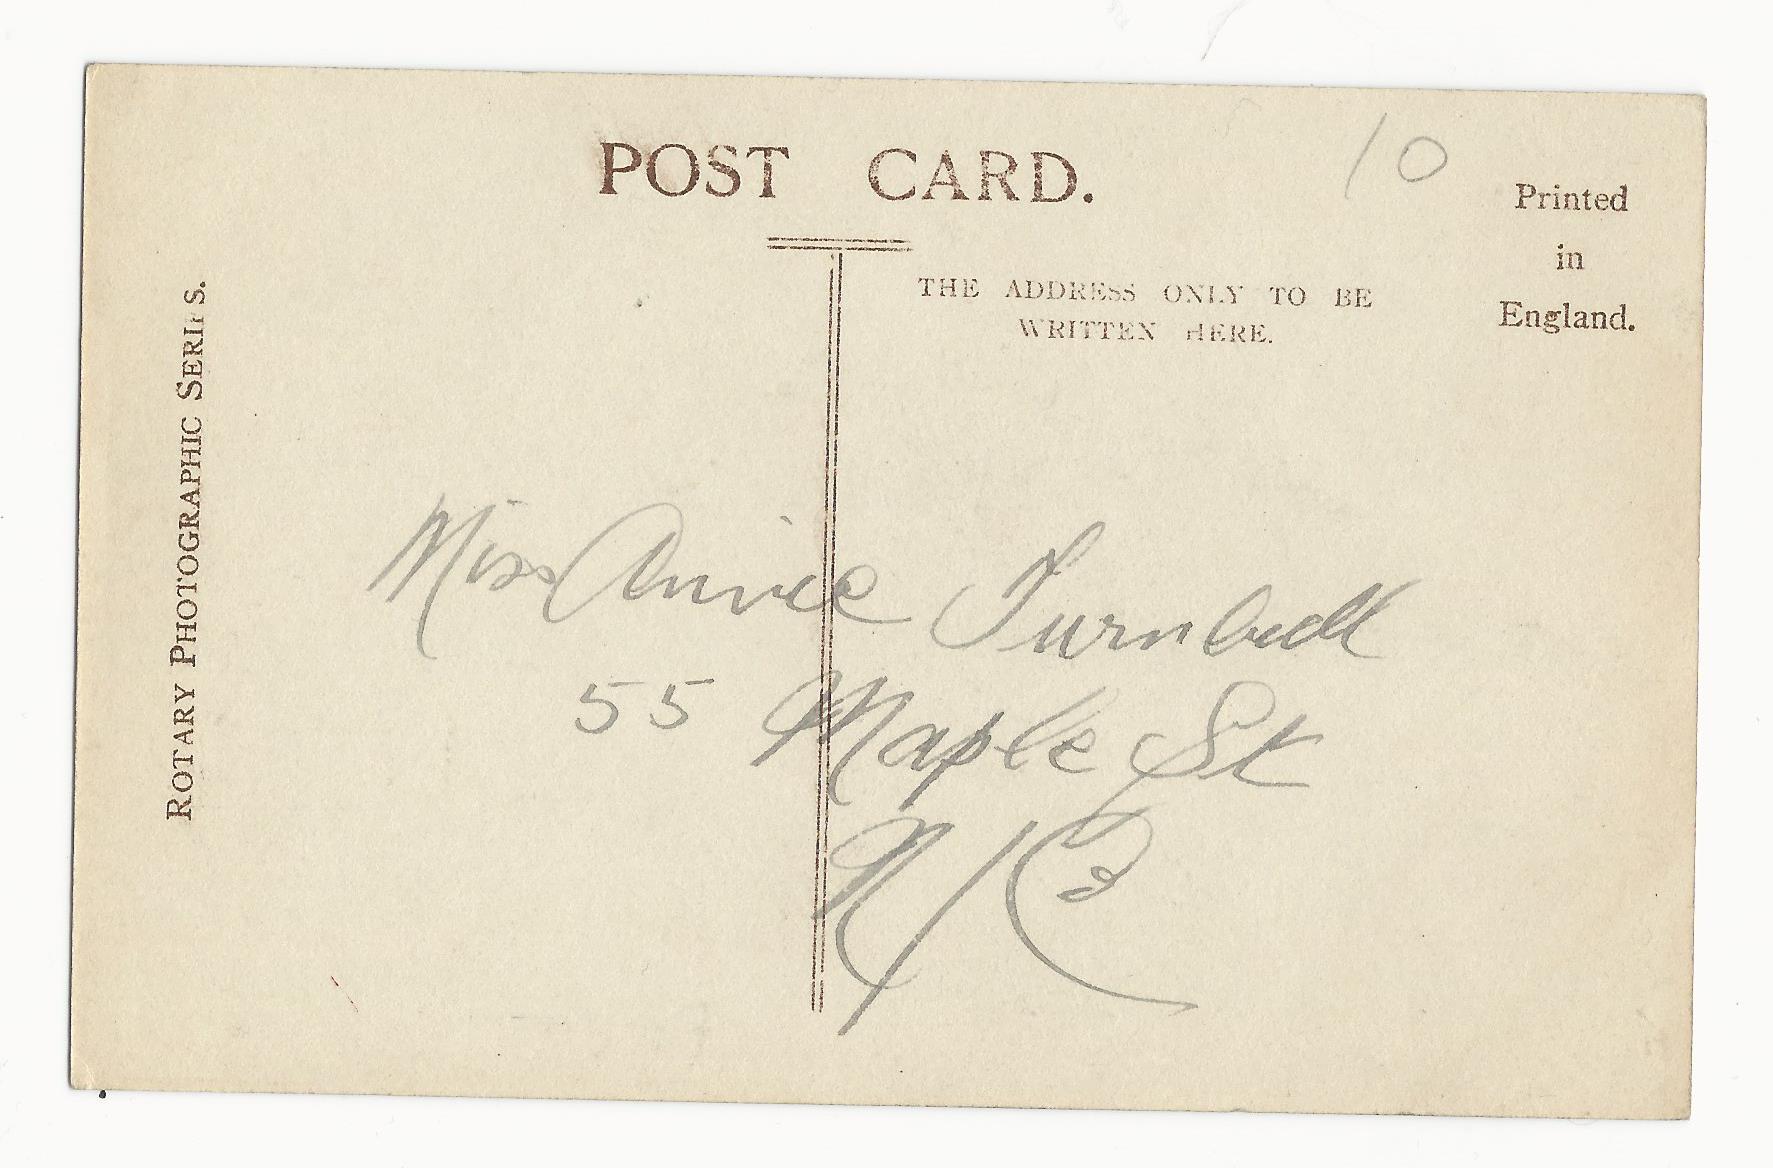 POST CARD.
10
Printed
in
England.
THE ADDRESS ONLY TO BE
WRITTEN HERE.
ROTARY PHOTOGRAPHIC SERIES.
Miss Annie Turnbull
55 Maple St